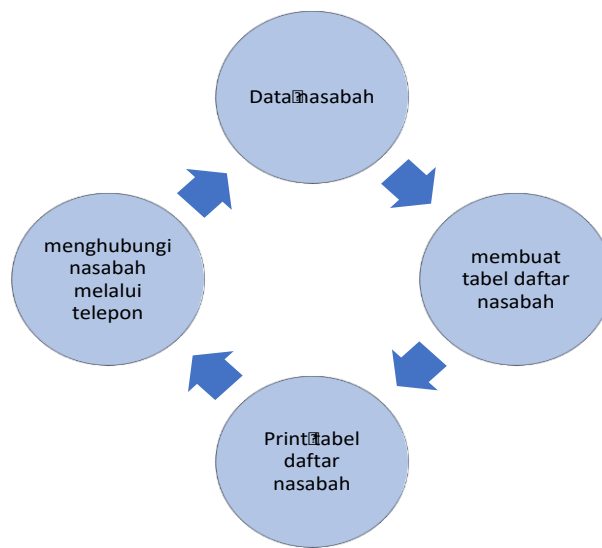 Data nasabah
membuat
tabel daftar
nasabah
Print tabel
daftar
nasabah
menghubungi
nasabah
melalui
telepon